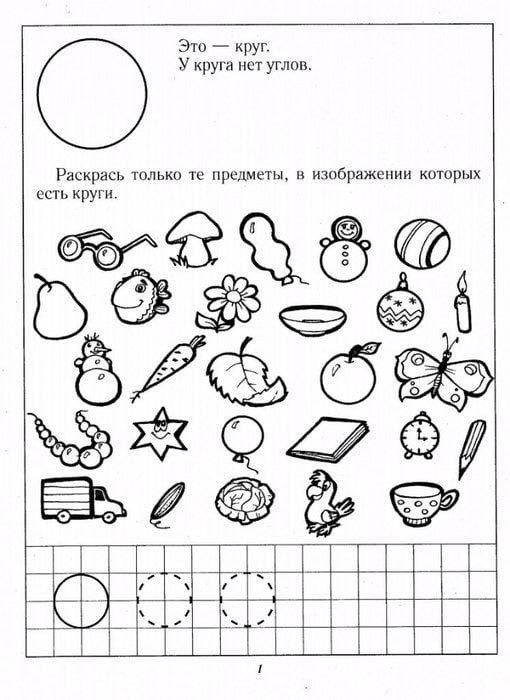 Это — круг.
У круга нет углов.
Раскрась только те предметы, в изображении которых
есть круги.
1